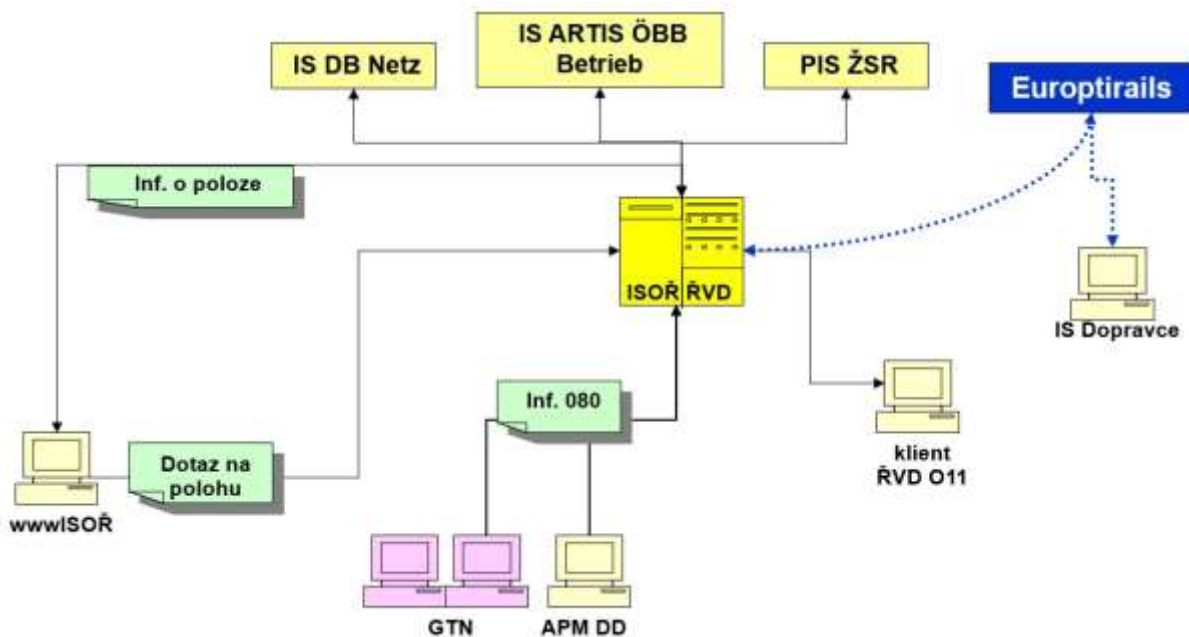 IS DB Netz
IS ARTIS ÖBB
Betrieb
PIS ŽSR
Europtirails
Inf. o poloze
ISOŘ ŘVD
IS Dopravce
Inf. 080
klient
ŘVD O11
Dotaz na
polohu
wwwISOŘ
GTN
APM DD